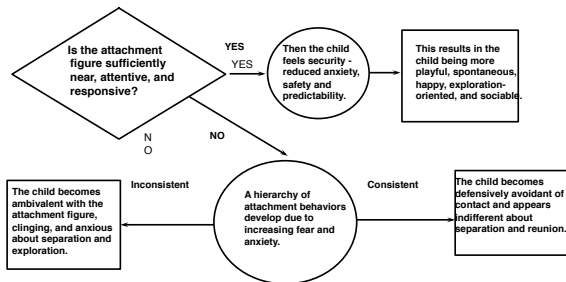 Is the attachment
figure sufficiently
near, attentive, and
responsive?
YES
YES
Then the child
feels security -
reduced anxiety,
safety and
predictability.
This results in the
child being more
playful, spontaneous,
happy, exploration-
oriented, and sociable.
N
O
NO
Inconsistent
Consistent
The child becomes
ambivalent with the
attachment figure,
clinging, and anxious
about separation and
exploration.
A hierarchy of
attachment behaviors
develop due to
increasing fear and
anxiety.
The child becomes
defensively avoidant of
contact and appears
indifferent about
separation and reunion.